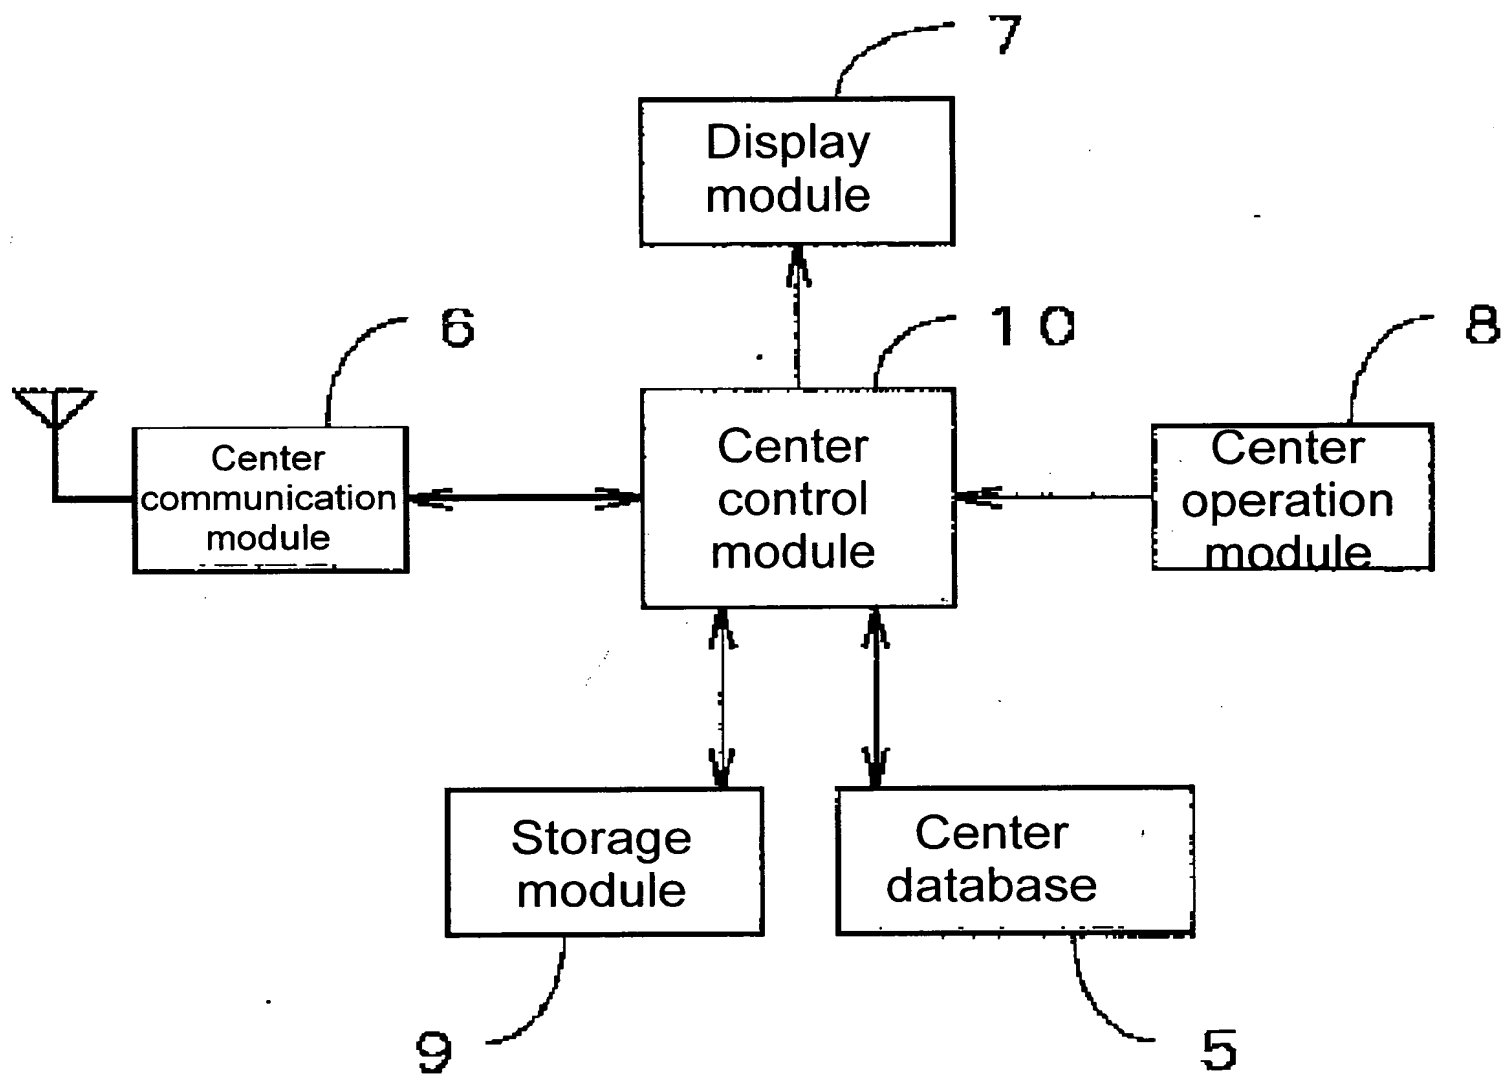 7
Display
module
6
10
8
Center
communication
module
Center
control
module
Center
operation
module
Storage
module
Center
database
9
5